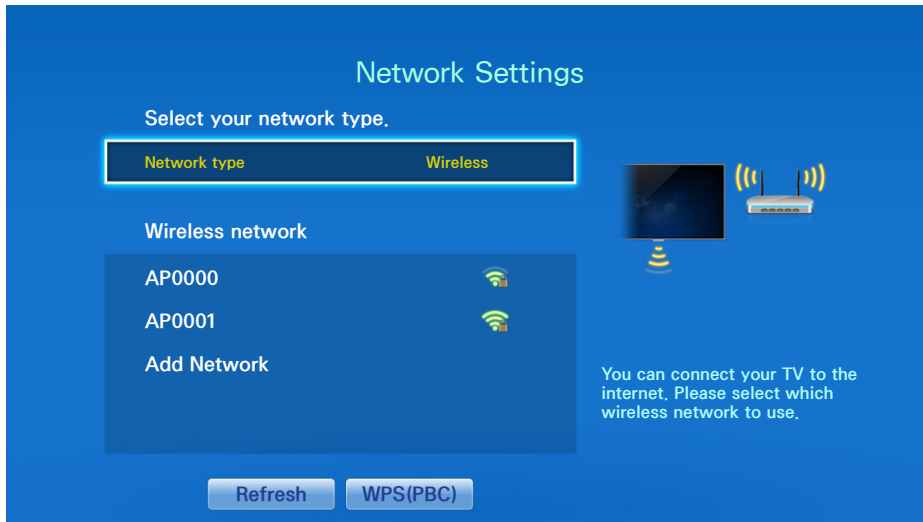 Network Settings
Select your network type.
Network type Wireless
Wireless network
AP0000
AP0001
Add Network
You can connect your TV to the
internet. Please select which
wireless network to use.
Refresh WPS(PBC)